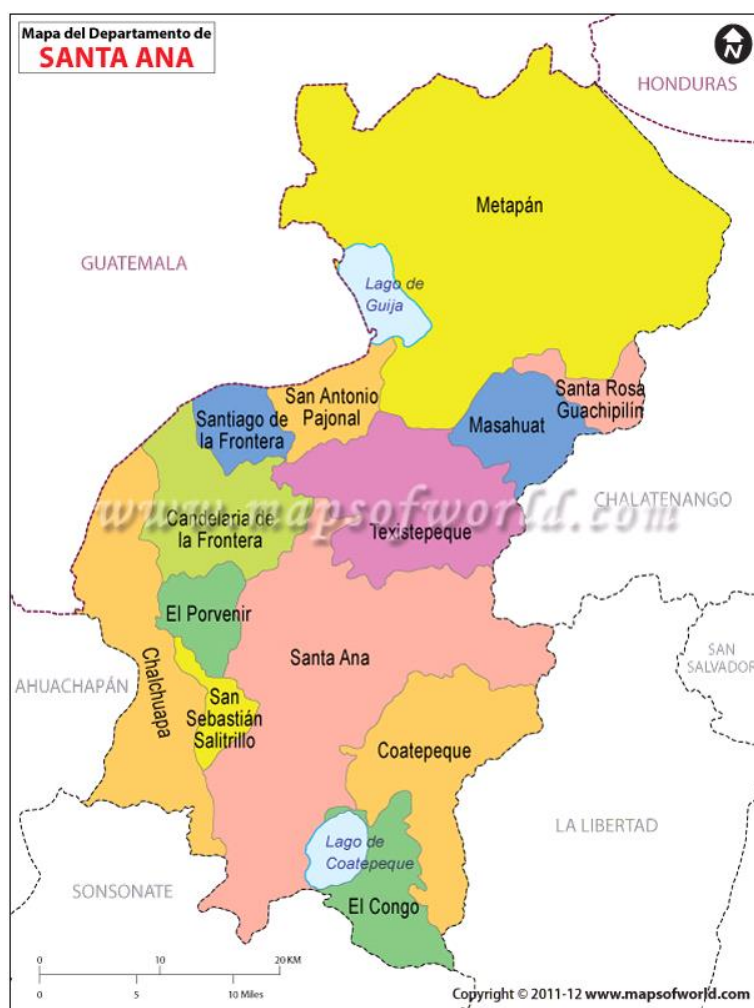 Mapa del Departamento de
SANTA ANA
N
HONDURAS
Metapán
GUATEMALA
Lago de
Guija
San Antonio
Pajonal
Santa Rosa
Guachipilín
Santiago de
la Frontera
Masahuat
www.mapsofworld.com
CHALATENANGO
Candelaria de
la Frontera
Texistepeque
El Porvenir
Santa Ana
SAN
SALVADOR
AHUACHAPÁN
Chalchuapa
San
Sebastián
Salitrillo
Coatepeque
LA LIBERTAD
Lago de
Coatepeque
SONSONATE
El Congo
0 10 20 KM
0 5 10 Miles
Copyright © 2011-12 www.mapsofworld.com